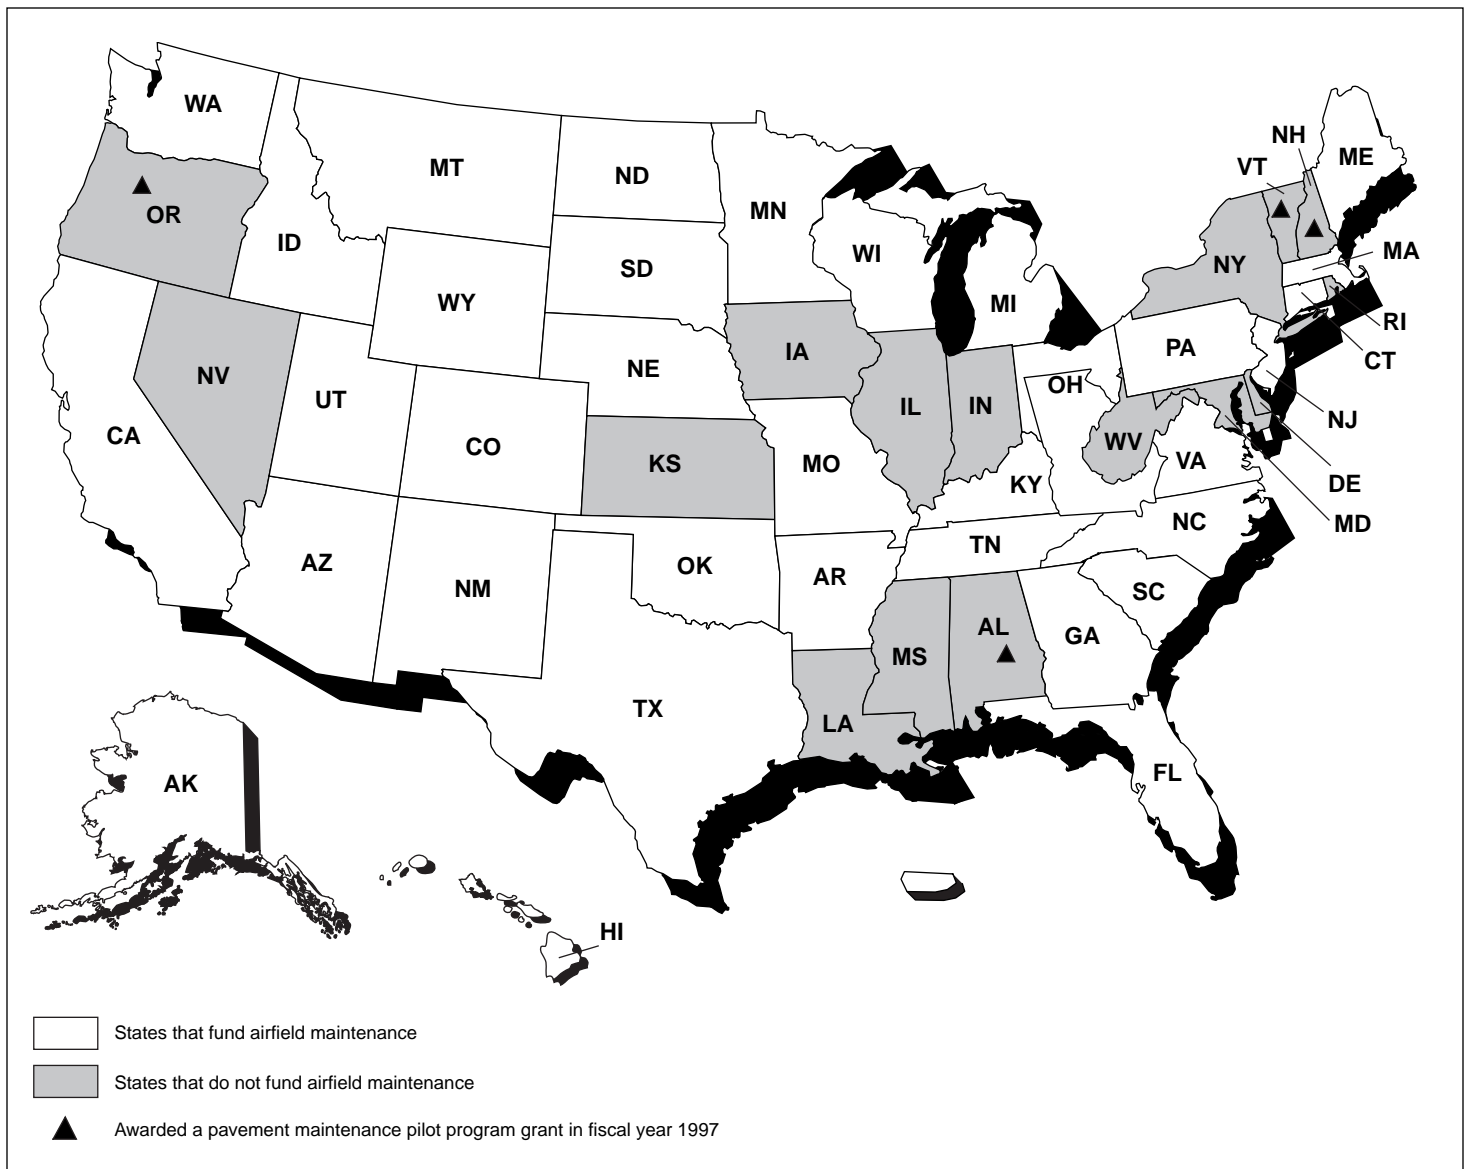 WA
MT
ND
MN
OR
ID
WY
SD
WI
MI
NH
VT
ME
NY
MA
RI
CT
NV
UT
CA
CO
NE
IA
KS
MO
IL
IN
OH
PA
WV
KY
VA
NJ
DE
MD
NC
TN
SC
AZ
NM
OK
AR
MS
AL
GA
TX
LA
FL
AK
HI
States that fund airfield maintenance
States that do not fund airfield maintenance
Awarded a pavement maintenance pilot program grant in fiscal year 1997